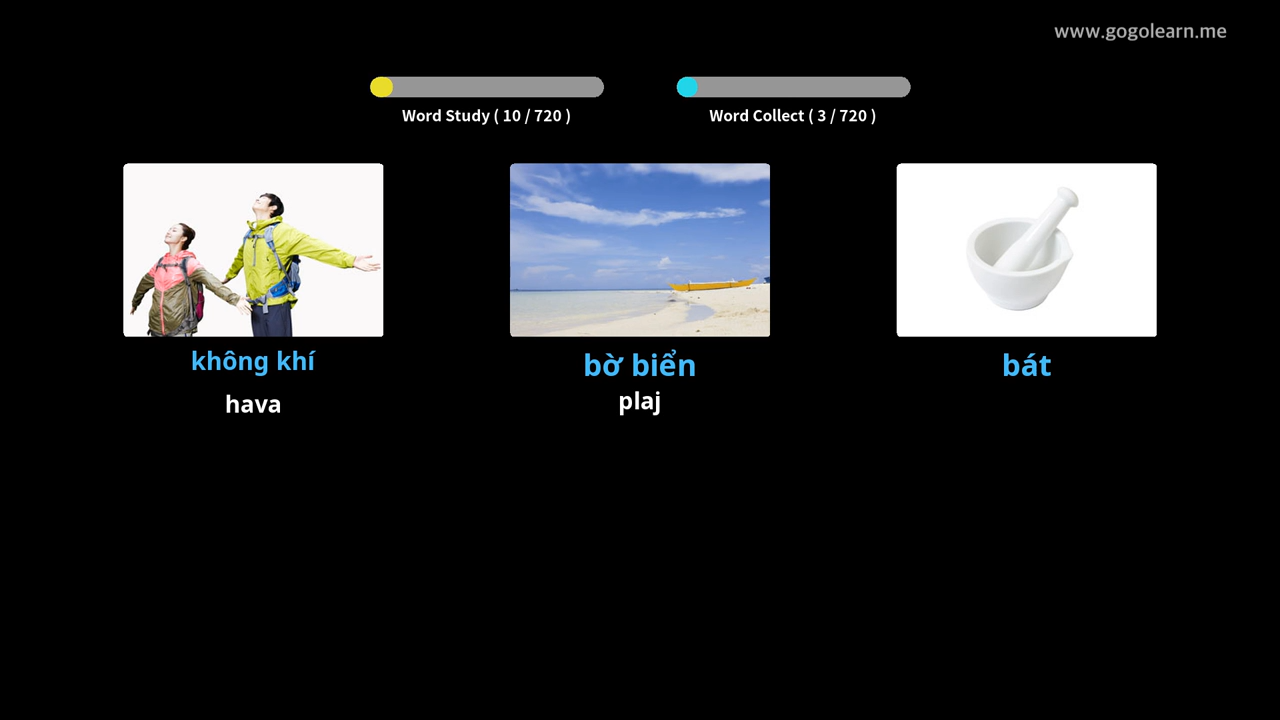 www.gogolearn.me
Word Study ( 10 / 720 )
Word Collect ( 3 / 720 )
không khí
hava
bờ biển
plaj
bát